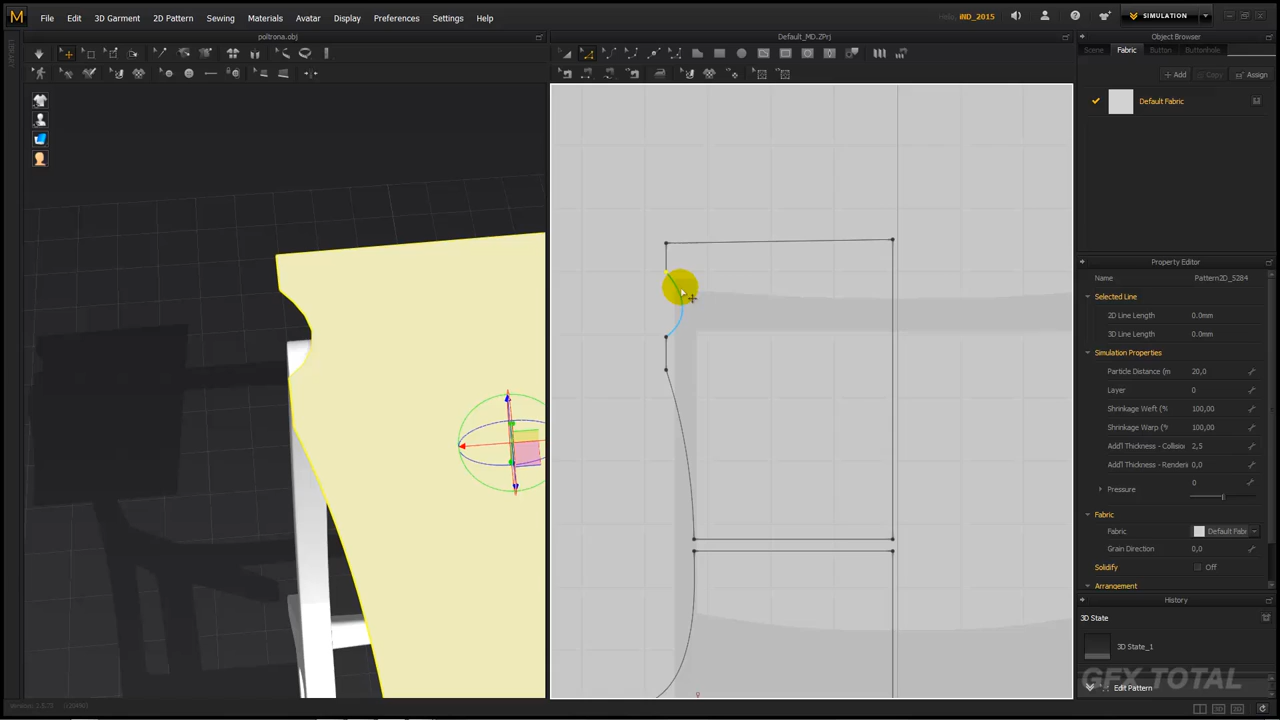 M File Edit 3D Garment 2D Pattern Sewing Materials Avatar Display Preferences Settings Help
Hello, iND_2015
SIMULATION
poltrona.obj
Default_MD.ZPrj
Object Browser
Scene Fabric Button Buttonhole
+ Add Copy Assign
Default Fabric
Property Editor
Name Pattern2D_5284
Selected Line
2D Line Length 0.0mm
3D Line Length 0.0mm
Simulation Properties
Particle Distance (m 20,0
Layer 0
Shrinkage Weft (% 100,00
Shrinkage Warp (% 100,00
Add'l Thickness - Collisio 2,5
Add'l Thickness - Renderi 0,0
Pressure 0
Fabric
Fabric Default Fabi
Grain Direction 0,0
Solidify Off
Arrangement
History
3D State
3D State_1
Edit Pattern
GFX TOTAL